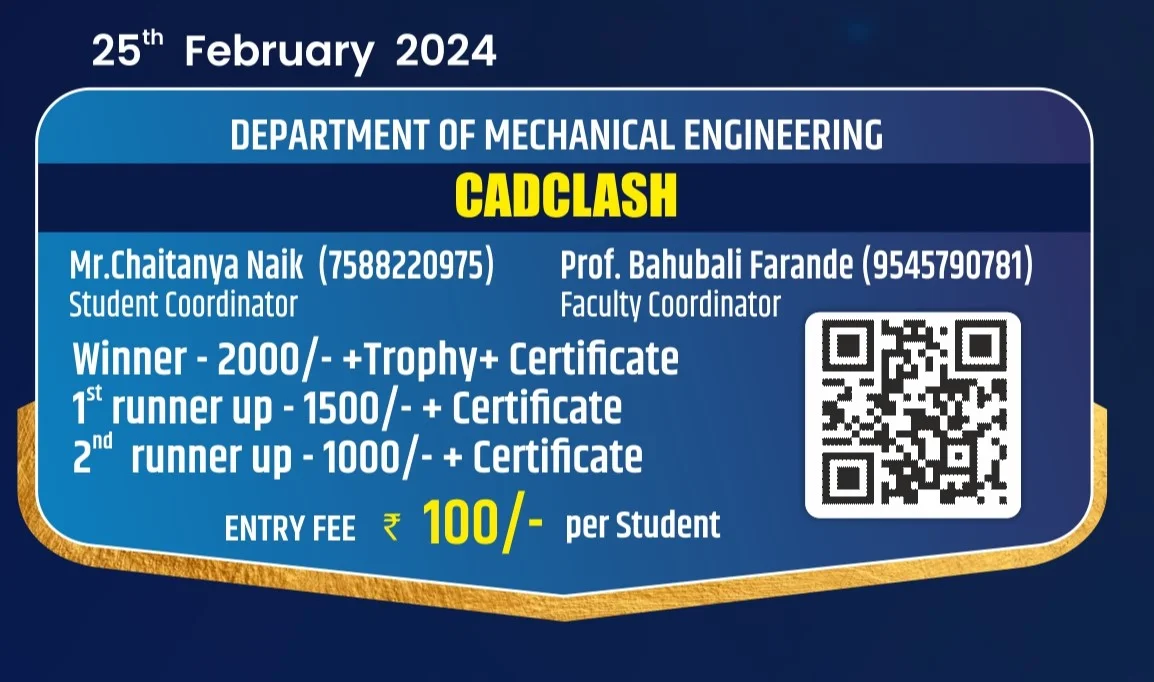 25th February 2024
DEPARTMENT OF MECHANICAL ENGINEERING
CADCLASH
Mr.Chaitanya Naik (7588220975) Prof. Bahubali Farande (9545790781)
Student Coordinator Faculty Coordinator
Winner - 2000/- +Trophy+ Certificate
1st runner up - 1500/- + Certificate
2nd runner up - 1000/- + Certificate
ENTRY FEE ₹ 100/- per Student